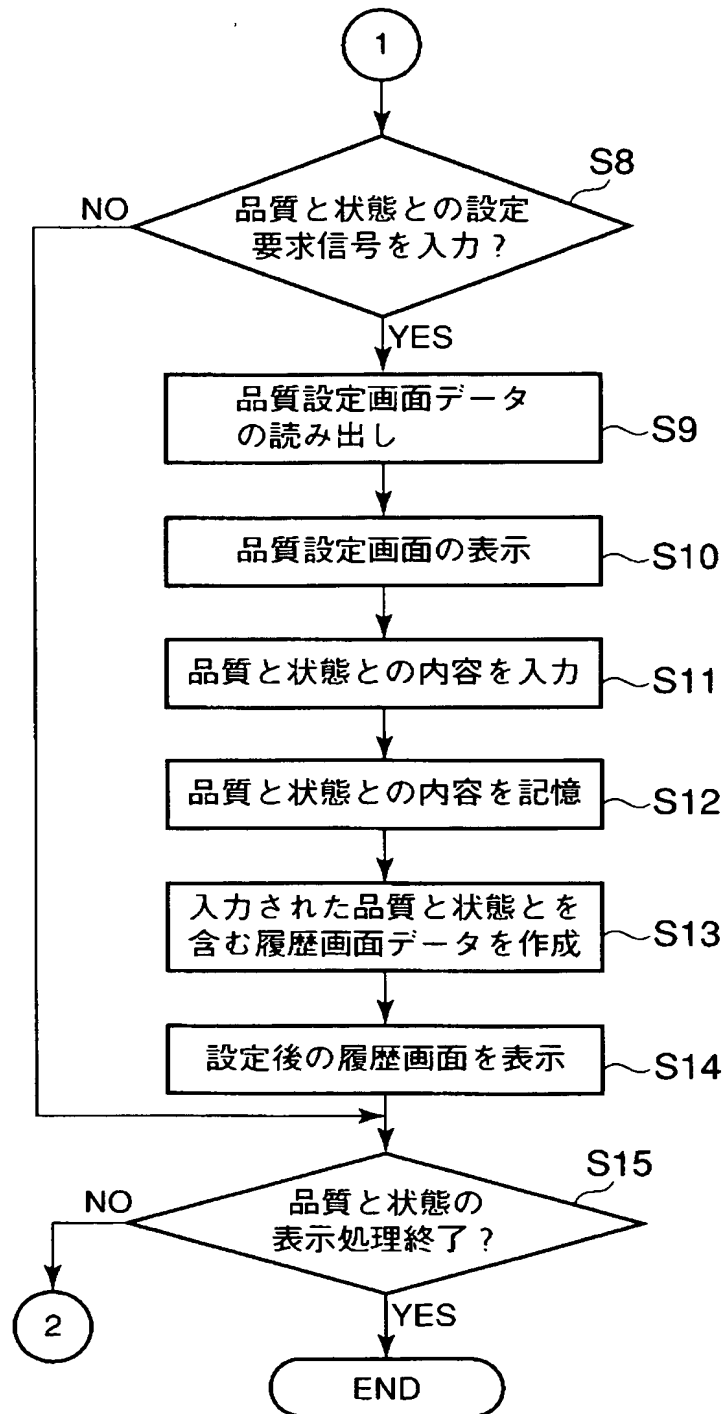 1
S8
NO
品質と状態との設定
要求信号を入力？
YES
品質設定画面データ
の読み出し
S9
品質設定画面の表示
S10
品質と状態との内容を入力
S11
品質と状態との内容を記憶
S12
入力された品質と状態とを
含む履歴画面データを作成
S13
設定後の履歴画面を表示
S14
S15
NO
品質と状態の
表示処理終了？
2
YES
END